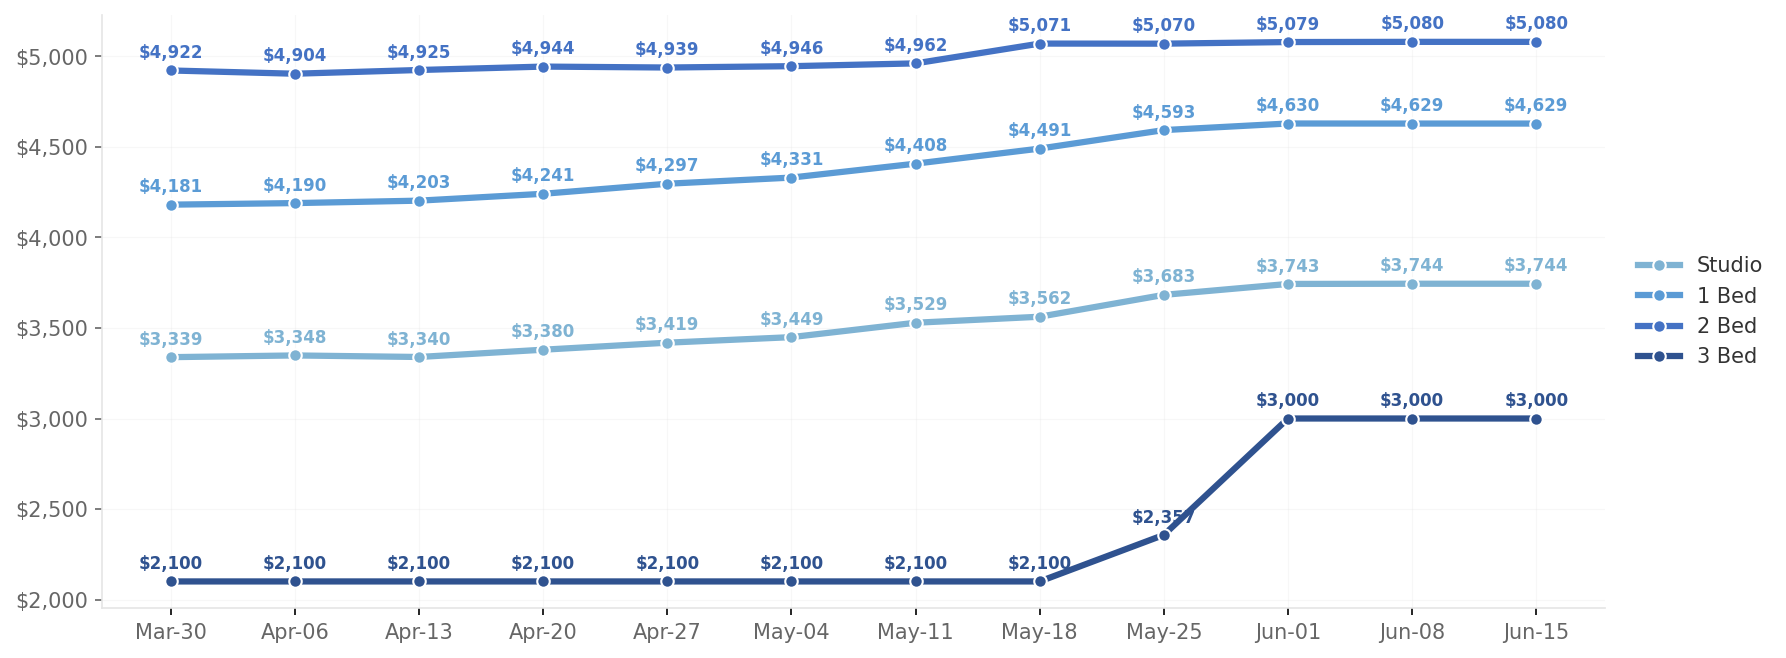 $5,000
$4,500
$4,000
$3,500
$3,000
$2,500
$2,000
$4,922 $4,904 $4,925 $4,944 $4,939 $4,946 $4,962 $5,071 $5,070 $5,079 $5,080 $5,080
$4,181 $4,190 $4,203 $4,241 $4,297 $4,331 $4,408 $4,491 $4,593 $4,630 $4,629 $4,629
$3,339 $3,348 $3,340 $3,380 $3,419 $3,449 $3,529 $3,562 $3,683 $3,743 $3,744 $3,744
$2,100 $2,100 $2,100 $2,100 $2,100 $2,100 $2,100 $2,100 $2,357 $3,000 $3,000 $3,000
Mar-30 Apr-06 Apr-13 Apr-20 Apr-27 May-04 May-11 May-18 May-25 Jun-01 Jun-08 Jun-15
Studio
1 Bed
2 Bed
3 Bed